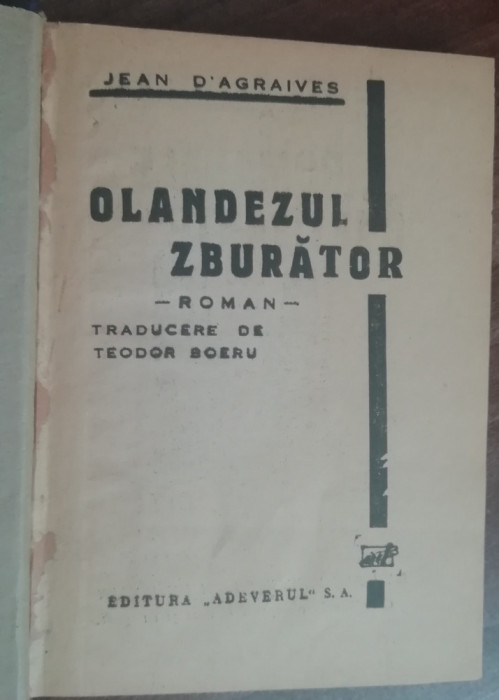 JEAN D'AGRAIVES
OLANDEZUL
ZBURĂTOR
—ROMAN—
TRADUCERE DE
TEODOR BOERU
EDITURA „ADEVERUL“ S. A.